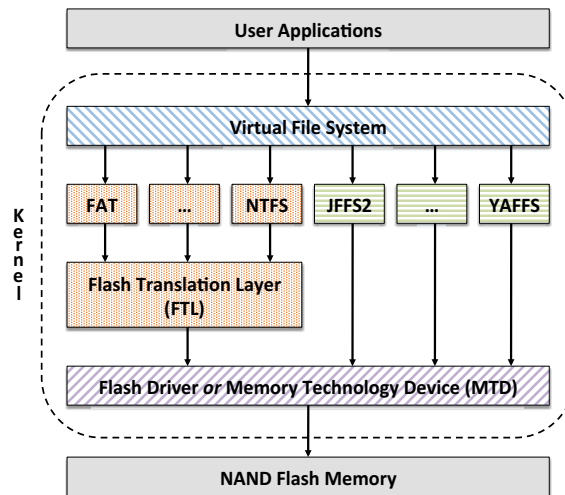 User Applications
Kernel
Virtual File System
FAT
...
NTFS
JFFS2
...
YAFFS
Flash Translation Layer
(FTL)
Flash Driver or Memory Technology Device (MTD)
NAND Flash Memory